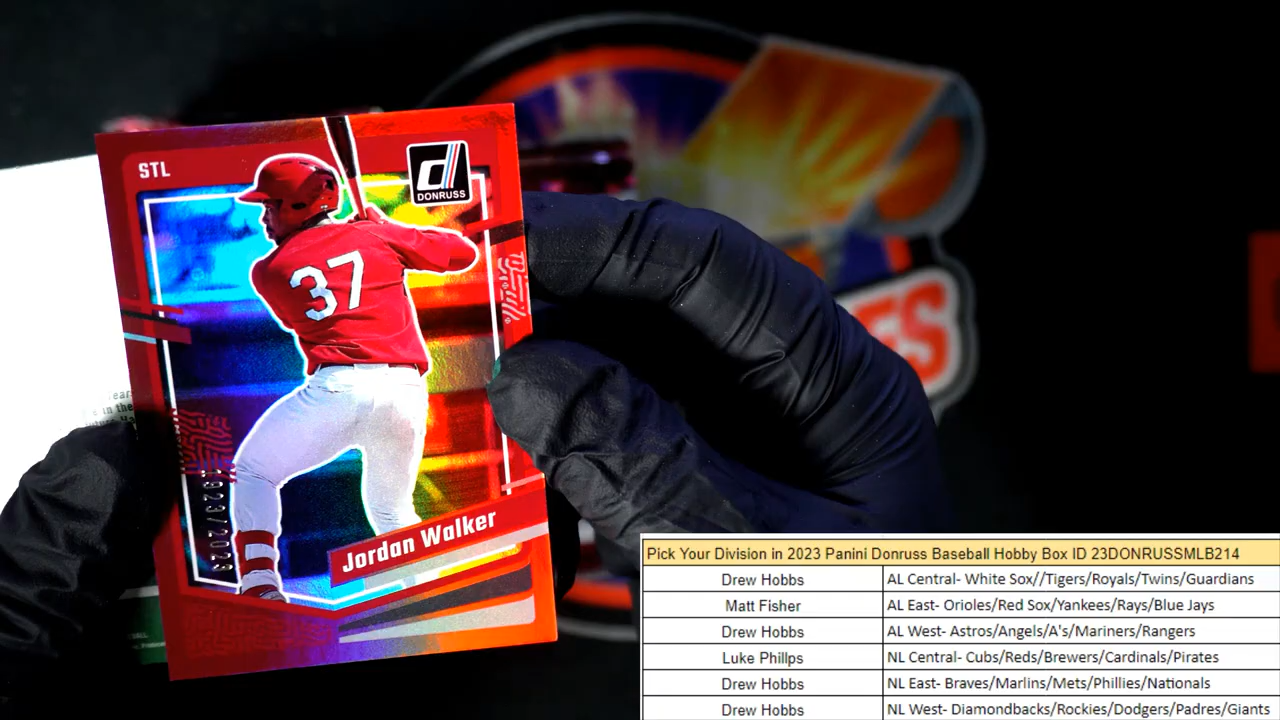 STL
DONRUSS
37
Jordan Walker
ES
Pick Your Division in 2023 Panini Donruss Baseball Hobby Box ID 23DONRUSSMLB214
Drew Hobbs AL Central- White Sox//Tigers/Royals/Twins/Guardians
Matt Fisher AL East- Orioles/Red Sox/Yankees/Rays/Blue Jays
Drew Hobbs AL West- Astros/Angels/A's/Mariners/Rangers
Luke Phillps NL Central- Cubs/Reds/Brewers/Cardinals/Pirates
Drew Hobbs NL East- Braves/Marlins/Mets/Phillies/Nationals
Drew Hobbs NL West- Diamondbacks/Rockies/Dodgers/Padres/Giants